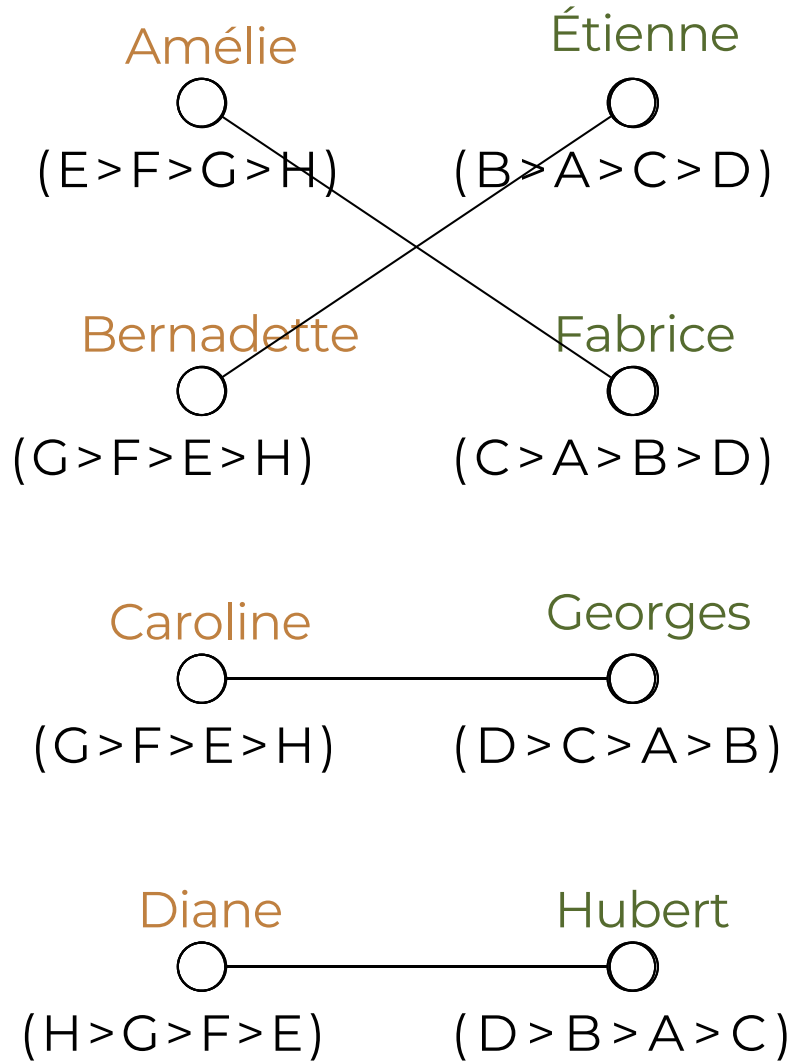 Amélie Étienne
(E>F>G>H) (B>A>C>D)
Bernadette Fabrice
(G>F>E>H) (C>A>B>D)
Caroline Georges
(G>F>E>H) (D>C>A>B)
Diane Hubert
(H>G>F>E) (D>B>A>C)